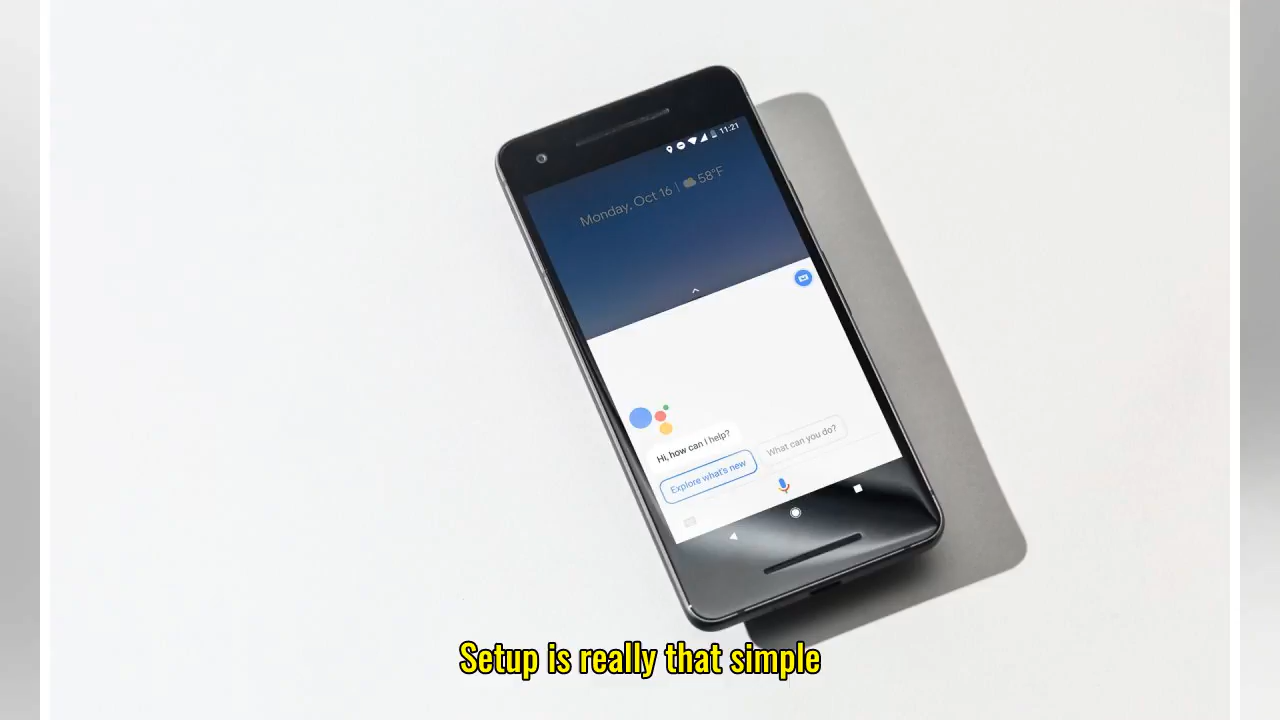 11:21
Monday, Oct 16 | 58°F
Hi, how can I help?
Explore what's new
What can you do?
Setup is really that simple